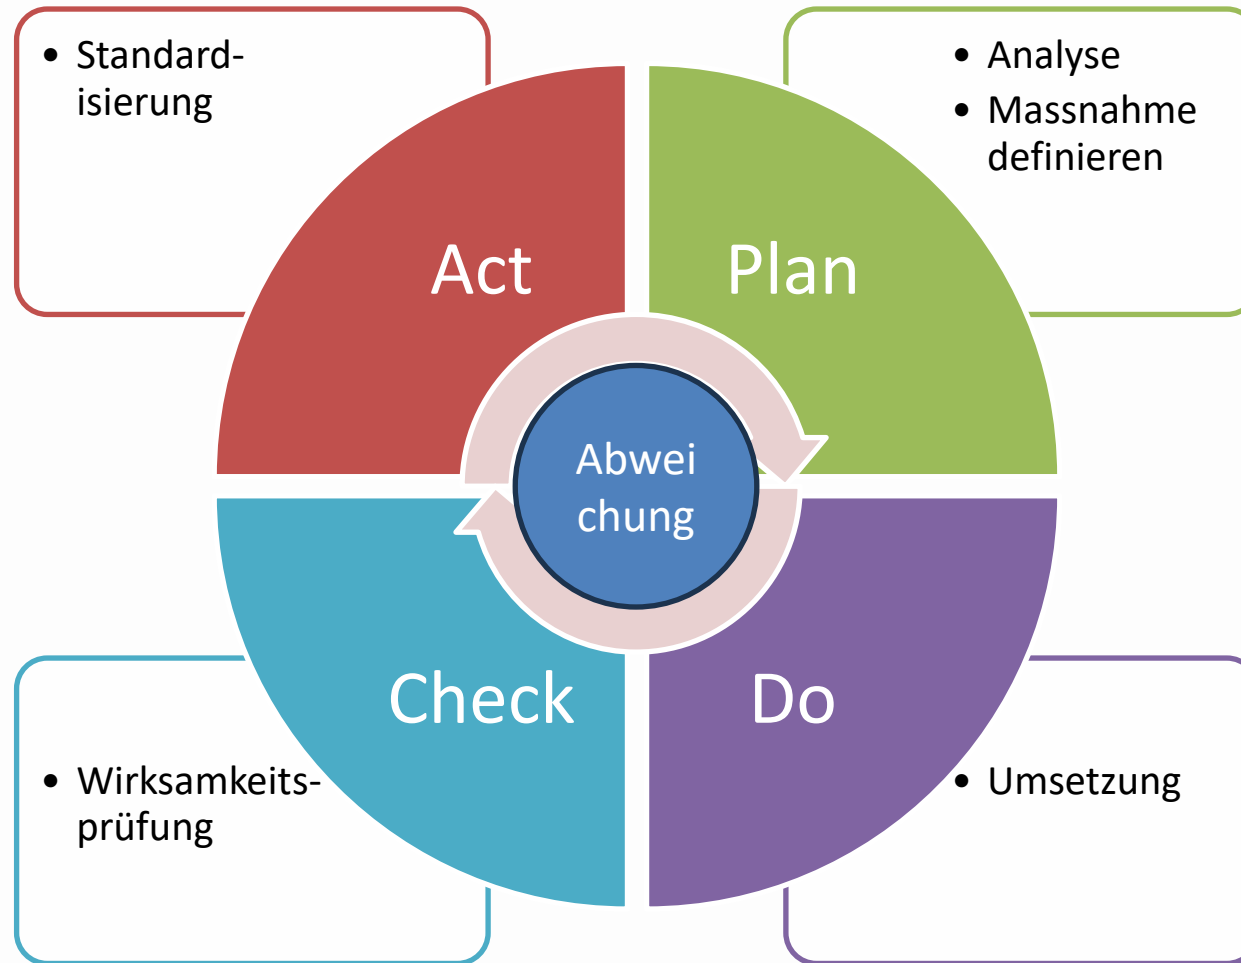 • Standard-
isierung
• Analyse
• Massnahme
definieren
Act
Plan
Abwei
chung
Check
Do
• Wirksamkeits-
prüfung
• Umsetzung